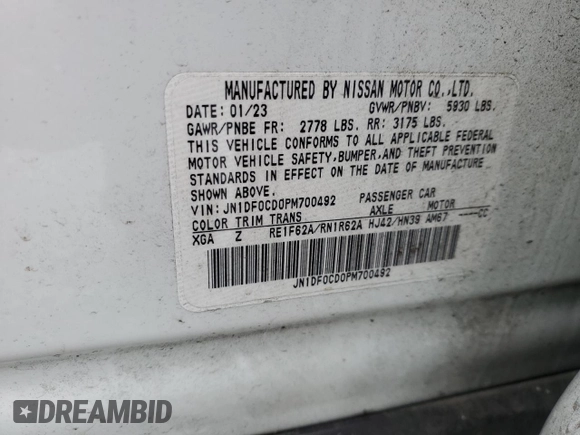 MANUFACTURED BY NISSAN MOTOR CO.,LTD.
DATE: 01/23 GVWR/PNBV: 5930 LBS.
GAWR/PNBE FR: 2778 LBS. RR: 3175 LBS.
THIS VEHICLE CONFORMS TO ALL APPLICABLE FEDERAL
MOTOR VEHICLE SAFETY,BUMPER,AND THEFT PREVENTION
STANDARDS IN EFFECT ON THE DATE OF MANUFACTURE
SHOWN ABOVE.
VIN: JN1DF0CD0PM700492 PASSENGER CAR
COLOR TRIM TRANS AXLE MOTOR
XGA Z RE1F62A/RN1R62A HJ42/HN39 AM67 ----CC
JN1DF0CD0PM700492
DREAMBID